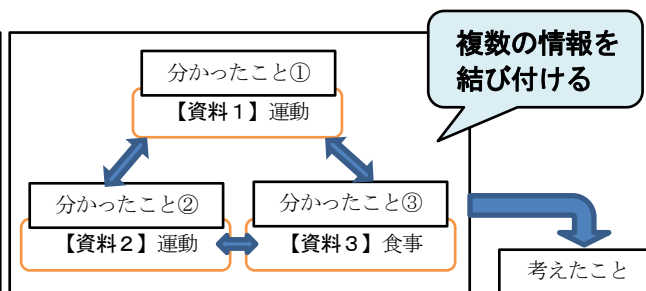 複数の情報を
結び付ける
分かったこと①
【資料１】運動
分かったこと②
【資料２】運動
分かったこと③
【資料３】食事
考えたこと